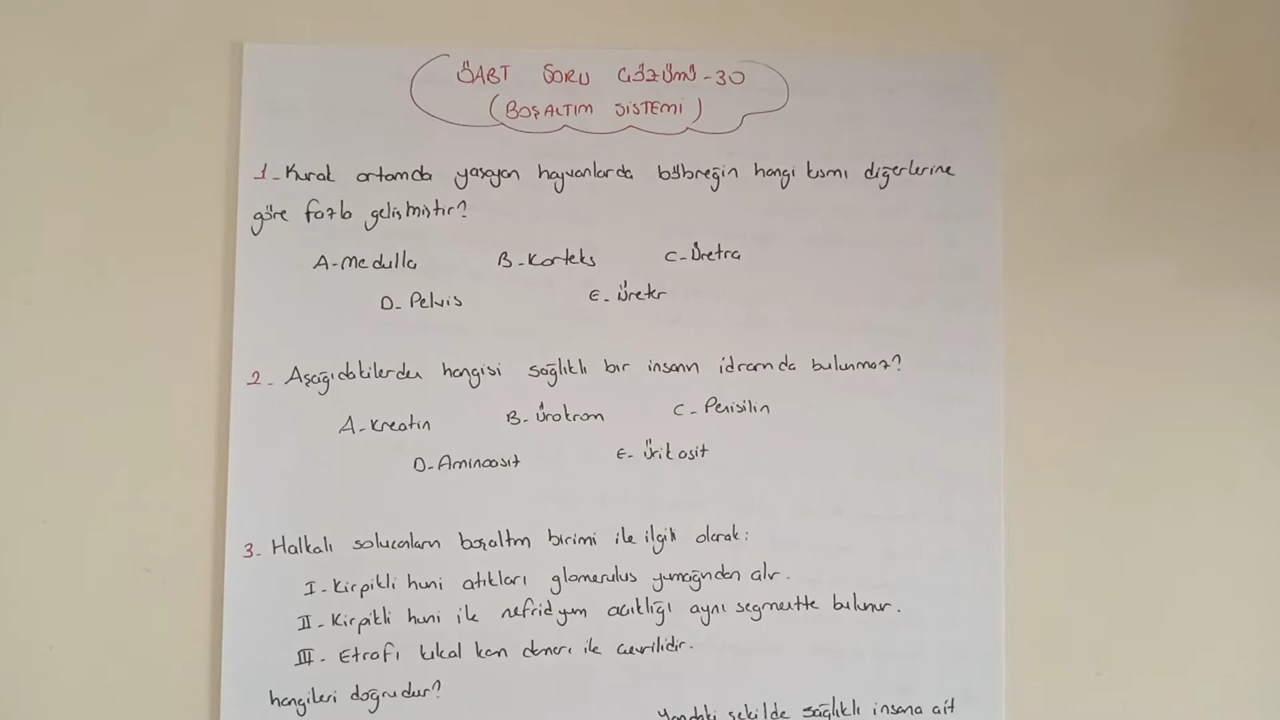 ÖABT SORU ÇÖZÜMÜ-30
(BOŞALTIM SİSTEMİ)
1-Kurak ortamda yaşayan hayvanlarda böbreğin hangi kısmı diğerlerine
göre fazla gelişmiştir?
A-Medulla B-Korteks C-Üretra
D-Pelvis E-Üreter
2-Aşağıdakilerden hangisi sağlıklı bir insanın idrarında bulunmaz?
A-Kreatin B-Ürokrom C-Penisilin
D-Aminoasit E-Ürikasit
3-Halkalı solucanların boşaltım birimi ile ilgili olarak:
I-Kirpikli huni atıkları glomerulus yumağından alır.
II-Kirpikli huni ile nefridyum açıklığı aynı segmentte bulunur.
III-Etrafı kılcal kan damarı ile çevrilidir.
hangileri doğrudur?
Yandaki şekilde sağlıklı insana ait